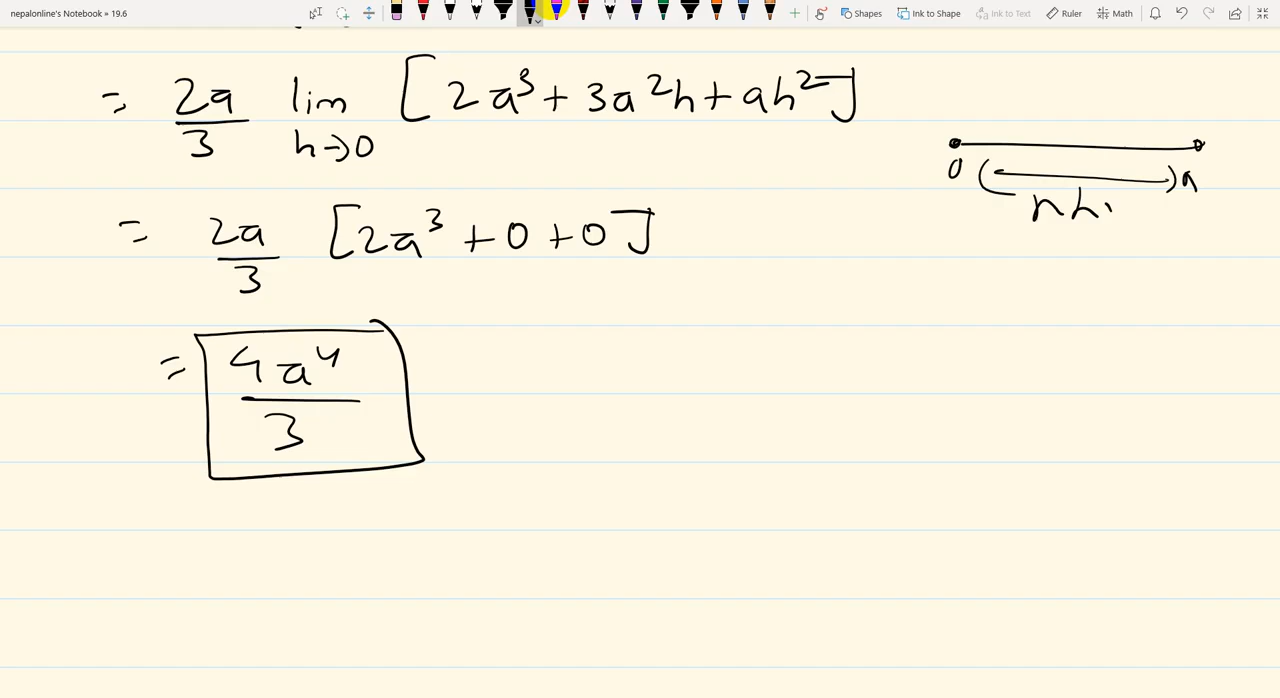 nepalonline's Notebook » 19.6
Shapes
Ink to Shape
Ink to Text
Ruler
Math
= 2a/3 lim h→0 [2a³ + 3a²h + ah²]
0 a
nh
= 2a/3 [2a³ + 0 + 0]
= 4a⁴/3